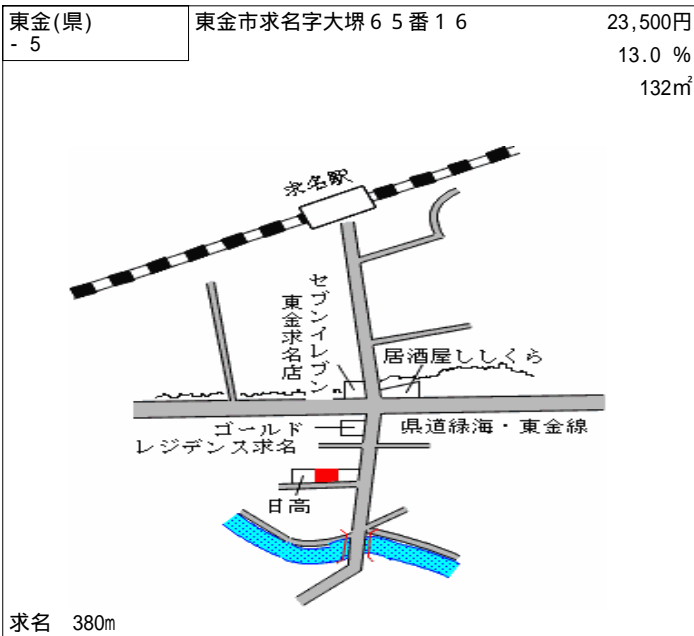 東金(県)
- 5
東金市求名字大堺６５番１６
23,500円
13.0 %
132㎡
求名駅
セブンイレブン
東金求名店
居酒屋ししくら
ゴールド
レジデンス求名
県道緑海・東金線
日高
求名 380m